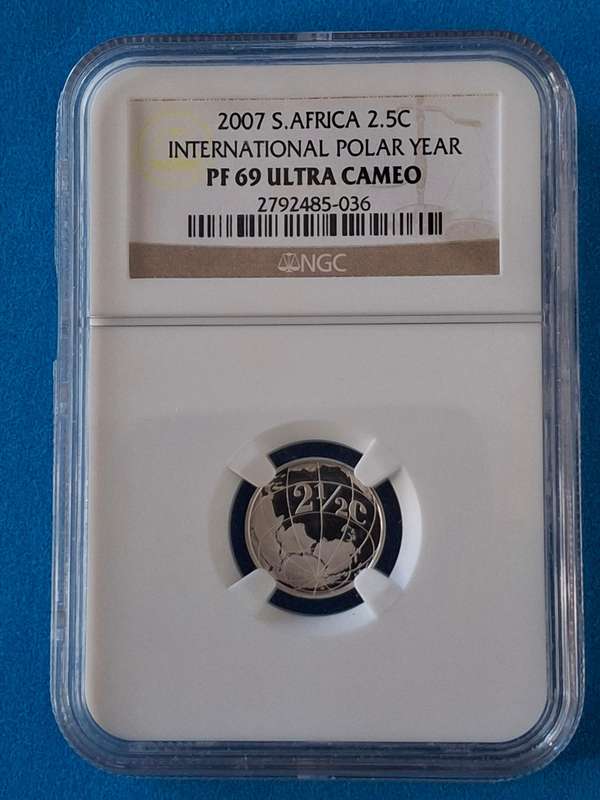 2007 S.AFRICA 2.5C
INTERNATIONAL POLAR YEAR
PF 69 ULTRA CAMEO
2792485-036
NGC
2½C